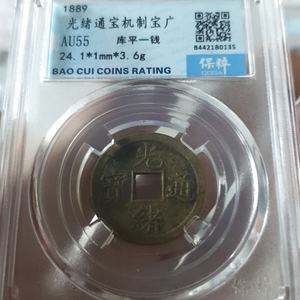 1889
光绪通宝机制宝广
AU55 库平一钱
24.1*1mm*3.6g
B4421B0135
保粹
BAO CUI COINS RATING
光
寶 通
緒